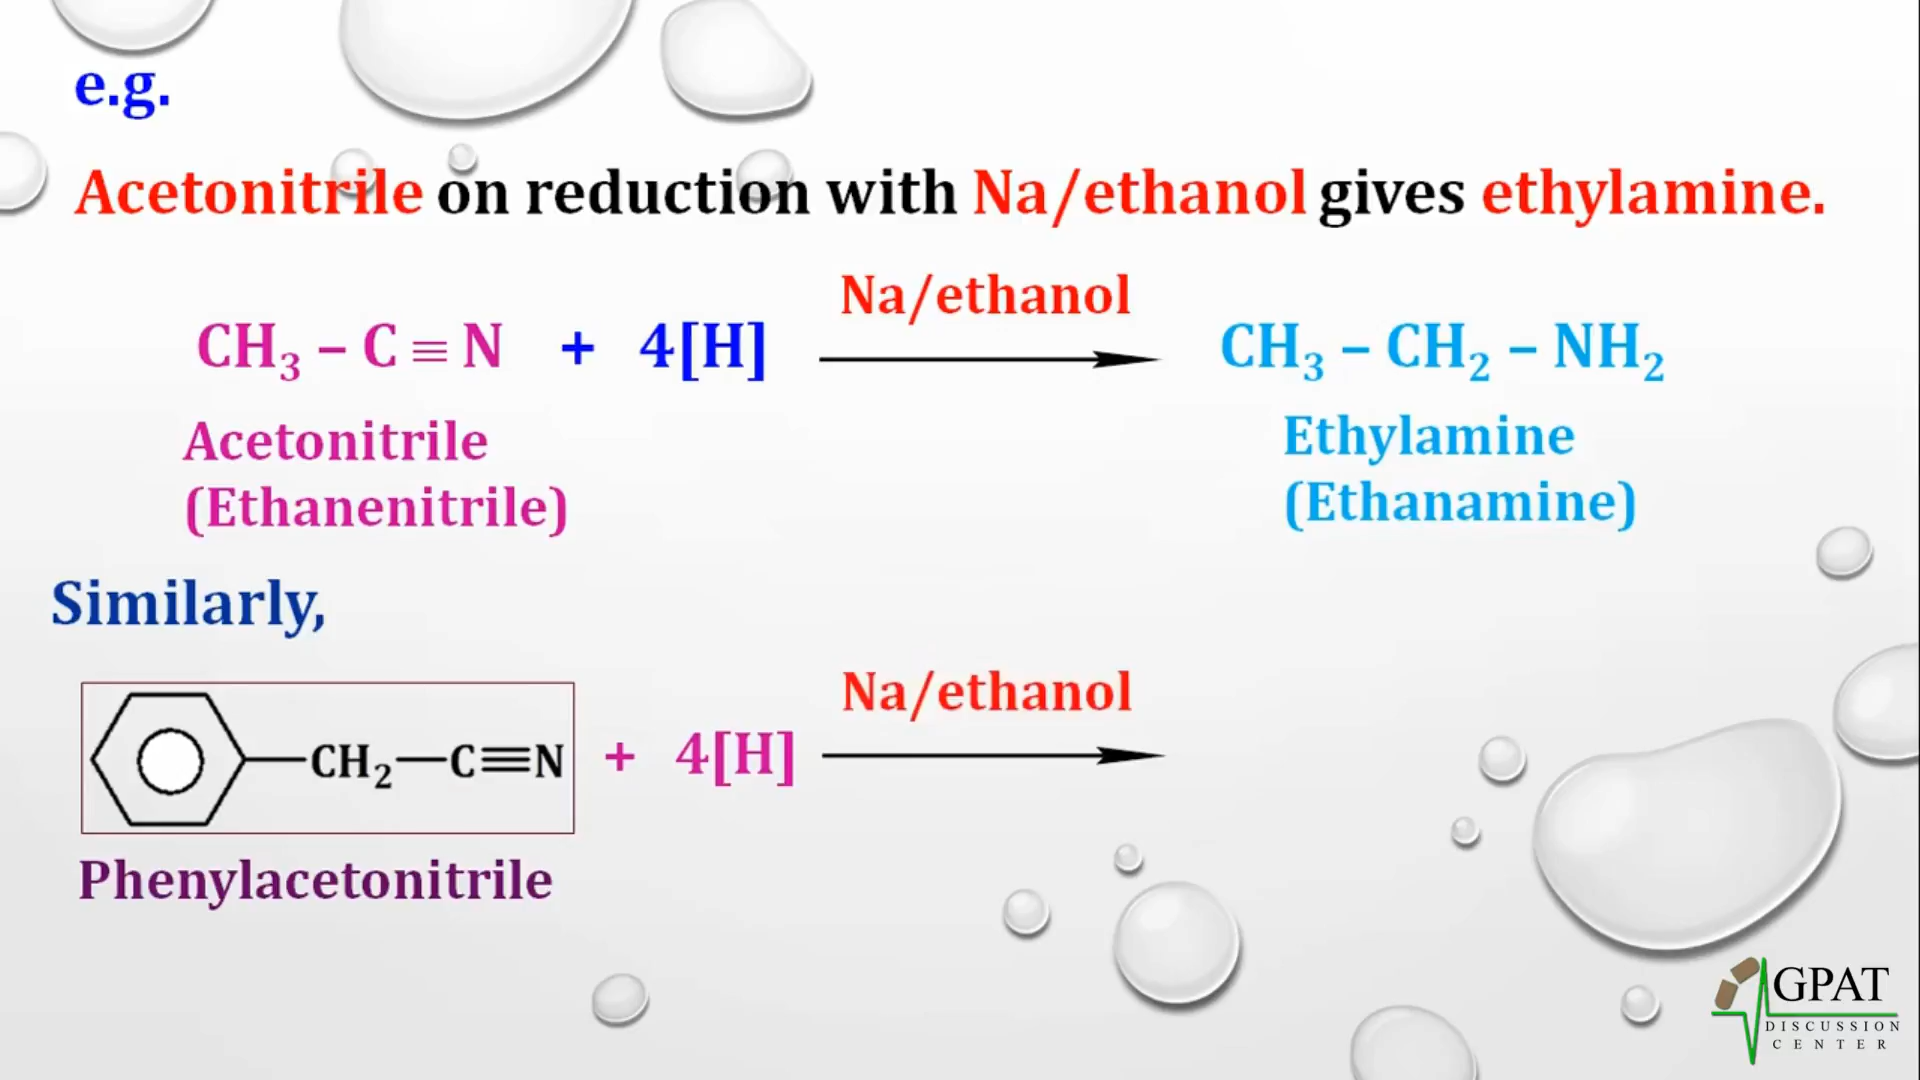 e.g.
Acetonitrile on reduction with Na/ethanol gives ethylamine.
Na/ethanol
CH₃ – C ≡ N + 4[H] CH₃ – CH₂ – NH₂
Acetonitrile Ethylamine
(Ethanenitrile) (Ethanamine)
Similarly,
Na/ethanol
CH₂—C≡N + 4[H]
Phenylacetonitrile
GPAT
DISCUSSION
CENTER